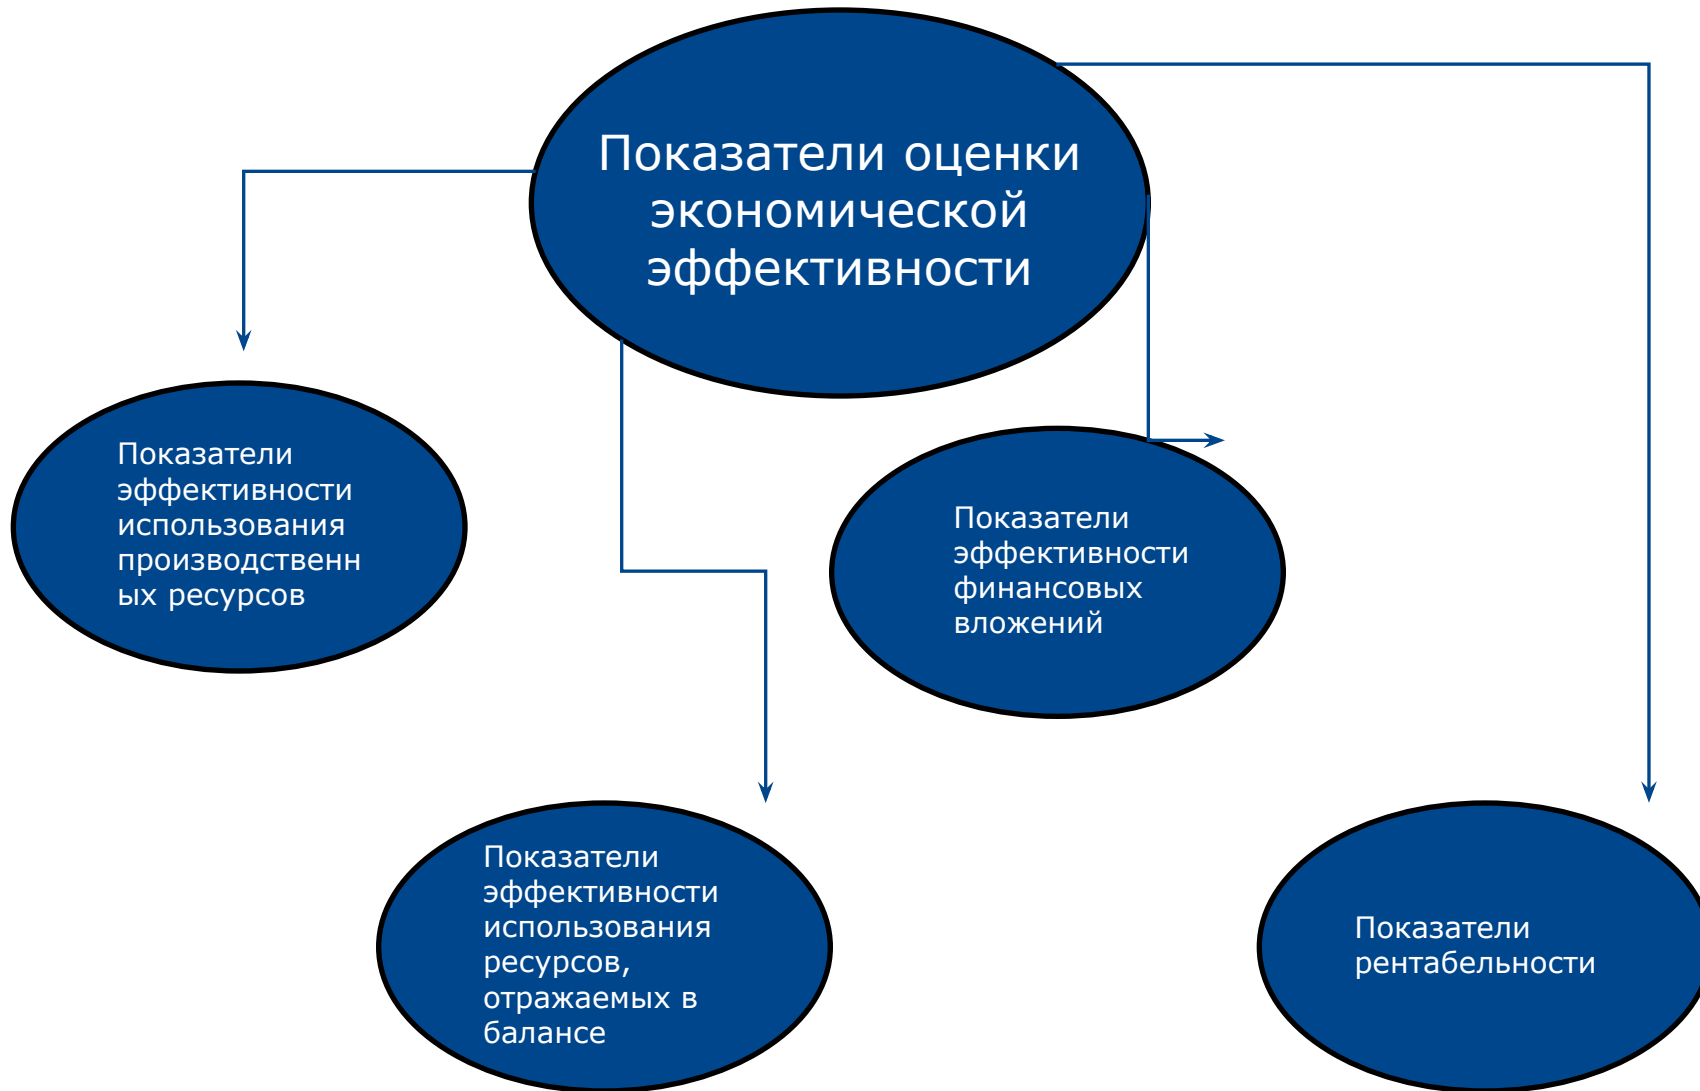 Показатели оценки
экономической
эффективности
Показатели
эффективности
использования
производственн
ых ресурсов
Показатели
эффективности
финансовых
вложений
Показатели
эффективности
использования
ресурсов,
отражаемых в
балансе
Показатели
рентабельности